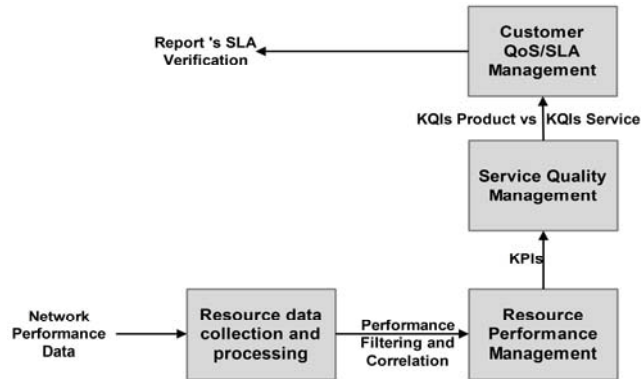 Customer
QoS/SLA
Management
Report 's SLA
Verification
KQIs Product vs KQIs Service
Service Quality
Management
KPIs
Network
Performance
Data
Resource data
collection and
processing
Performance
Filtering and
Correlation
Resource
Performance
Management